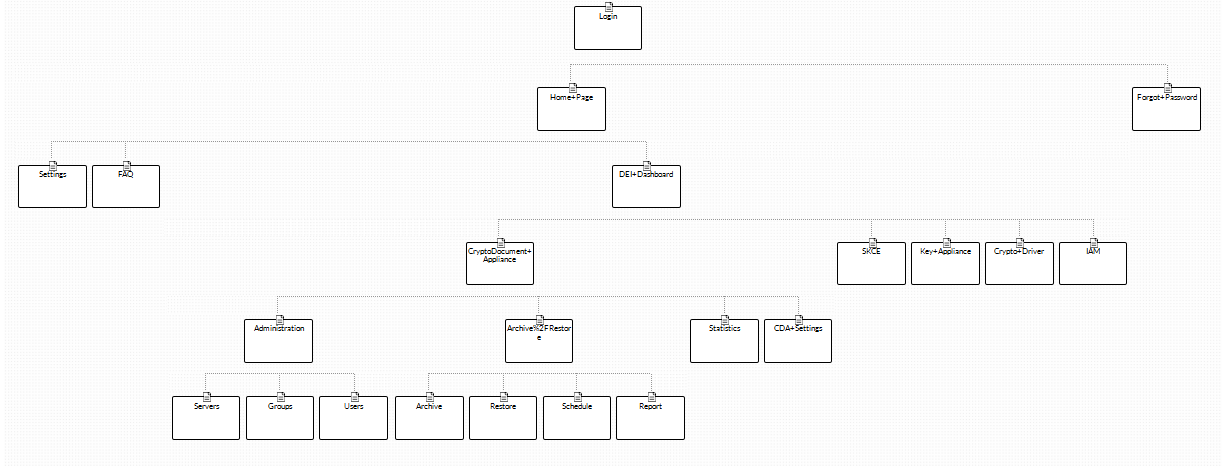 Login
Home+Page
Forgot+Password
Settings
FAQ
DEI+Dashboard
CryptoDocument+
Appliance
SKCE
Key+Appliance
Crypto+Driver
IAM
Administration
Archive%2FRestor
e
Statistics
CDA+Settings
Servers
Groups
Users
Archive
Restore
Schedule
Report